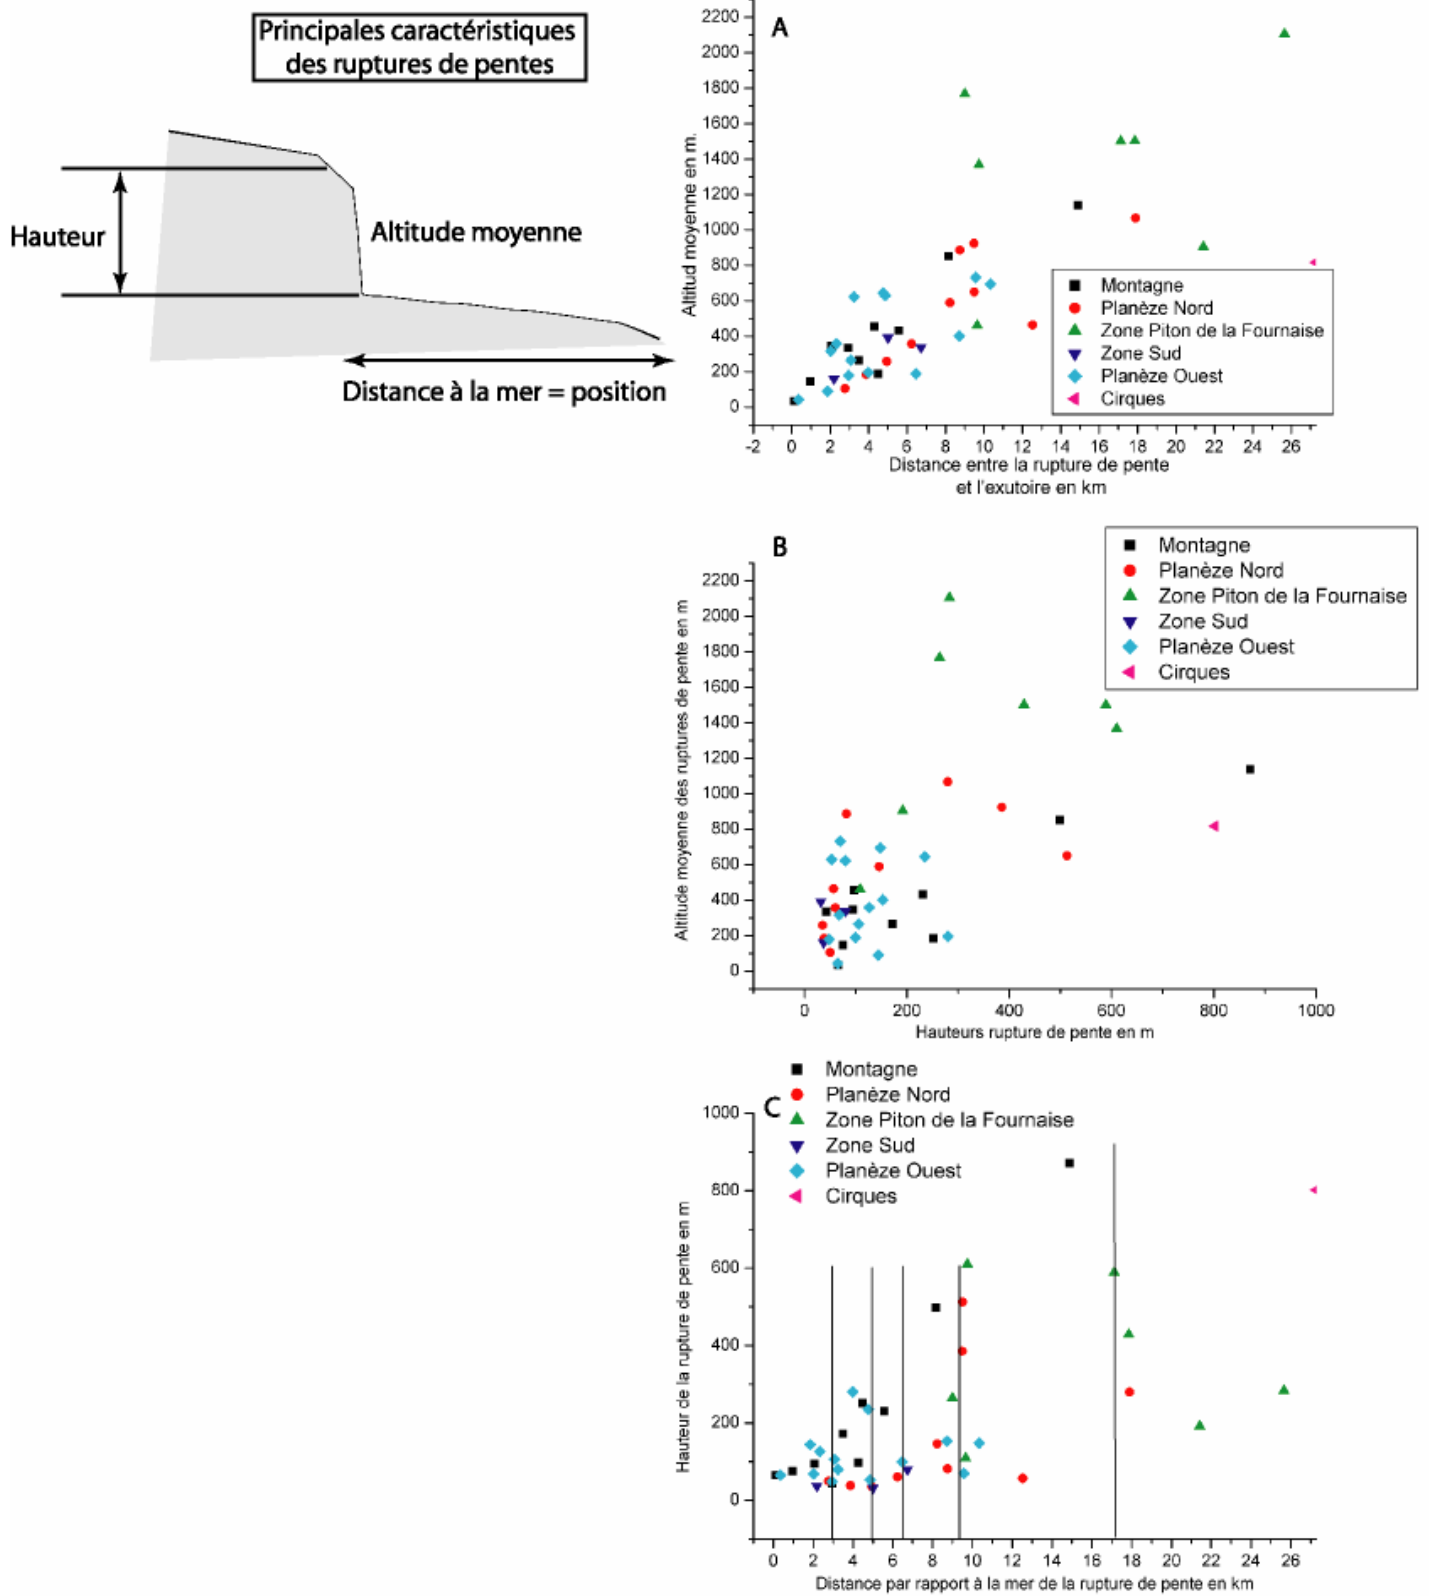 Principales caractéristiques
des ruptures de pentes
Hauteur
Altitude moyenne
Distance à la mer = position
A
Altitud moyenne en m.
2200
2000
1800
1600
1400
1200
1000
800
600
400
200
0
Montagne
Planèze Nord
Zone Piton de la Fournaise
Zone Sud
Planèze Ouest
Cirques
-2 0 2 4 6 8 10 12 14 16 18 20 22 24 26
Distance entre la rupture de pente
et l'exutoire en km
B
Montagne
Planèze Nord
Zone Piton de la Fournaise
Zone Sud
Planèze Ouest
Cirques
Altitude moyenne des ruptures de pente en m
2200
2000
1800
1600
1400
1200
1000
800
600
400
200
0
0 200 400 600 800 1000
Hauteurs rupture de pente en m
C
Montagne
Planèze Nord
Zone Piton de la Fournaise
Zone Sud
Planèze Ouest
Cirques
Hauteur de la rupture de pente en m
1000
800
600
400
200
0
0 2 4 6 8 10 12 14 16 18 20 22 24 26
Distance par rapport à la mer de la rupture de pente en km